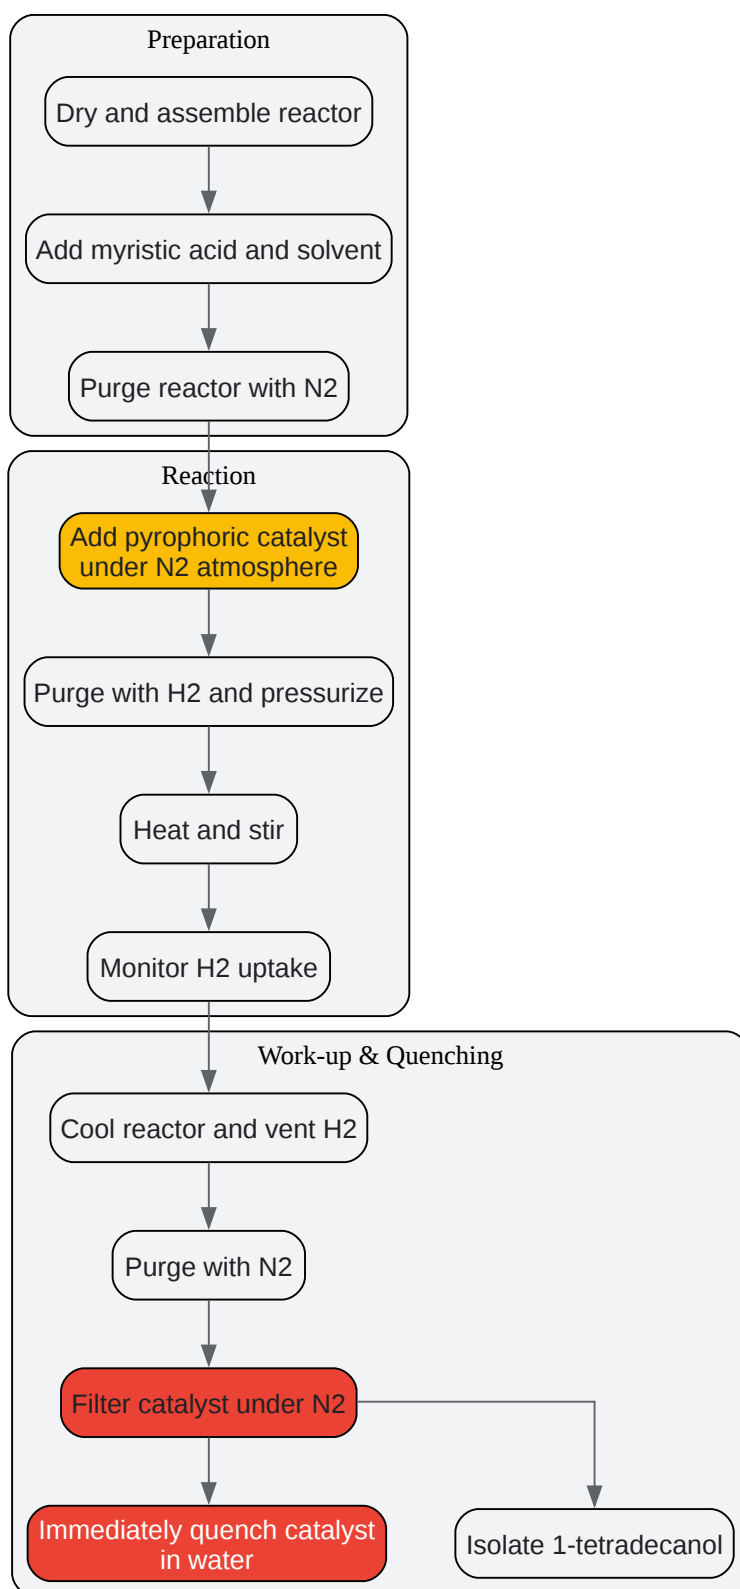 Preparation
Dry and assemble reactor
Add myristic acid and solvent
Purge reactor with N2
Reaction
Add pyrophoric catalyst
under N2 atmosphere
Purge with H2 and pressurize
Heat and stir
Monitor H2 uptake
Work-up & Quenching
Cool reactor and vent H2
Purge with N2
Filter catalyst under N2
Immediately quench catalyst
in water
Isolate 1-tetradecanol